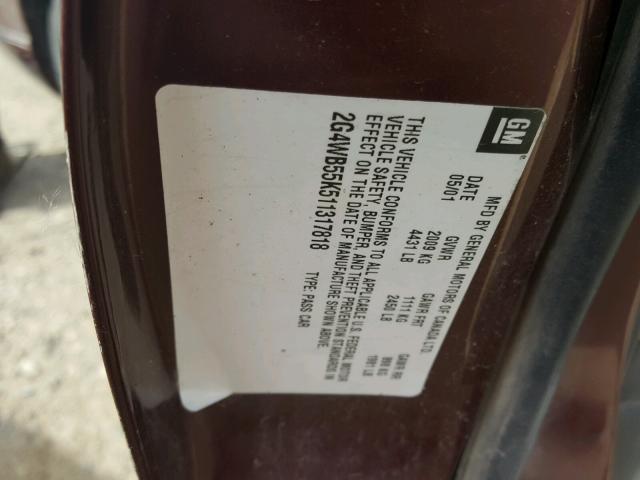 GM ®
MFD BY GENERAL MOTORS OF CANADA LTD.
DATE GVWR GAWR FRT GAWR RR
05/01 2009 KG 1111 KG 898 KG
4431 LB 2450 LB 1981 LB
THIS VEHICLE CONFORMS TO ALL APPLICABLE U.S. FEDERAL MOTOR
VEHICLE SAFETY, BUMPER, AND THEFT PREVENTION STANDARDS IN
EFFECT ON THE DATE OF MANUFACTURE SHOWN ABOVE.
2G4WB55K511317818 TYPE: PASS CAR